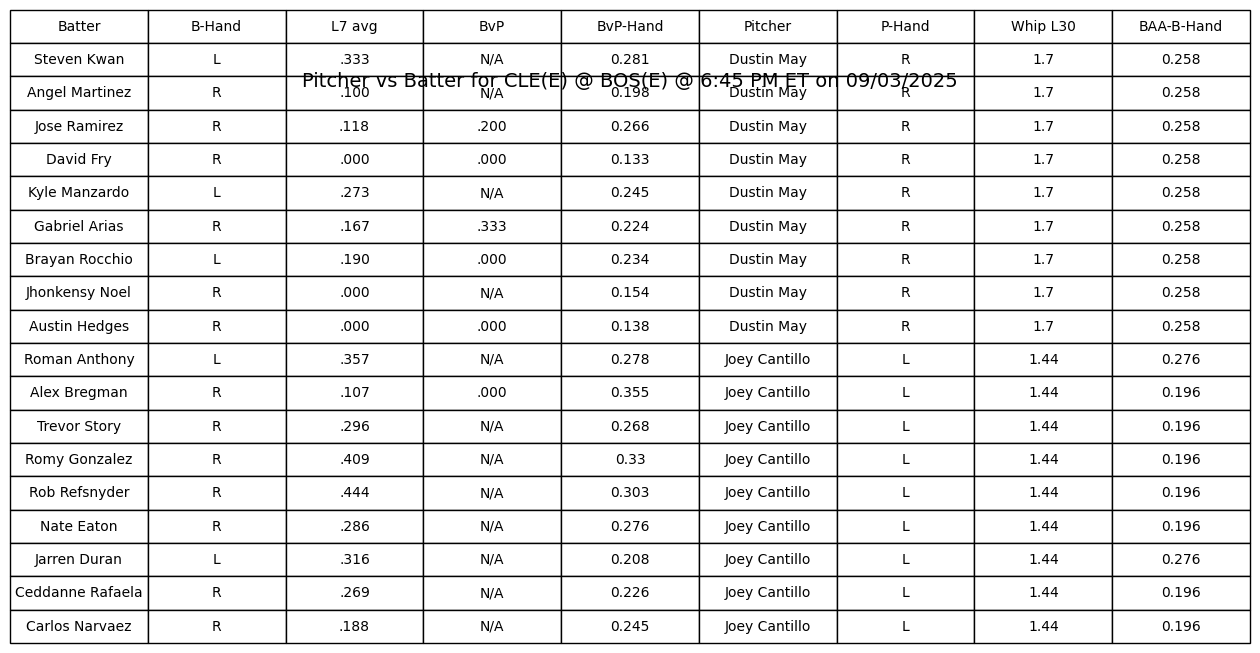 Batter B-Hand L7 avg BvP BvP-Hand Pitcher P-Hand Whip L30 BAA-B-Hand
Steven Kwan L .333 N/A 0.281 Dustin May R 1.7 0.258
Pitcher vs Batter for CLE(E) @ BOS(E) @ 6:45 PM ET on 09/03/2025
Angel Martinez R .100 N/A 0.198 Dustin May R 1.7 0.258
Jose Ramirez R .118 .200 0.266 Dustin May R 1.7 0.258
David Fry R .000 .000 0.133 Dustin May R 1.7 0.258
Kyle Manzardo L .273 N/A 0.245 Dustin May R 1.7 0.258
Gabriel Arias R .167 .333 0.224 Dustin May R 1.7 0.258
Brayan Rocchio L .190 .000 0.234 Dustin May R 1.7 0.258
Jhonkensy Noel R .000 N/A 0.154 Dustin May R 1.7 0.258
Austin Hedges R .000 .000 0.138 Dustin May R 1.7 0.258
Roman Anthony L .357 N/A 0.278 Joey Cantillo L 1.44 0.276
Alex Bregman R .107 .000 0.355 Joey Cantillo L 1.44 0.196
Trevor Story R .296 N/A 0.268 Joey Cantillo L 1.44 0.196
Romy Gonzalez R .409 N/A 0.33 Joey Cantillo L 1.44 0.196
Rob Refsnyder R .444 N/A 0.303 Joey Cantillo L 1.44 0.196
Nate Eaton R .286 N/A 0.276 Joey Cantillo L 1.44 0.196
Jarren Duran L .316 N/A 0.208 Joey Cantillo L 1.44 0.276
Ceddanne Rafaela R .269 N/A 0.226 Joey Cantillo L 1.44 0.196
Carlos Narvaez R .188 N/A 0.245 Joey Cantillo L 1.44 0.196